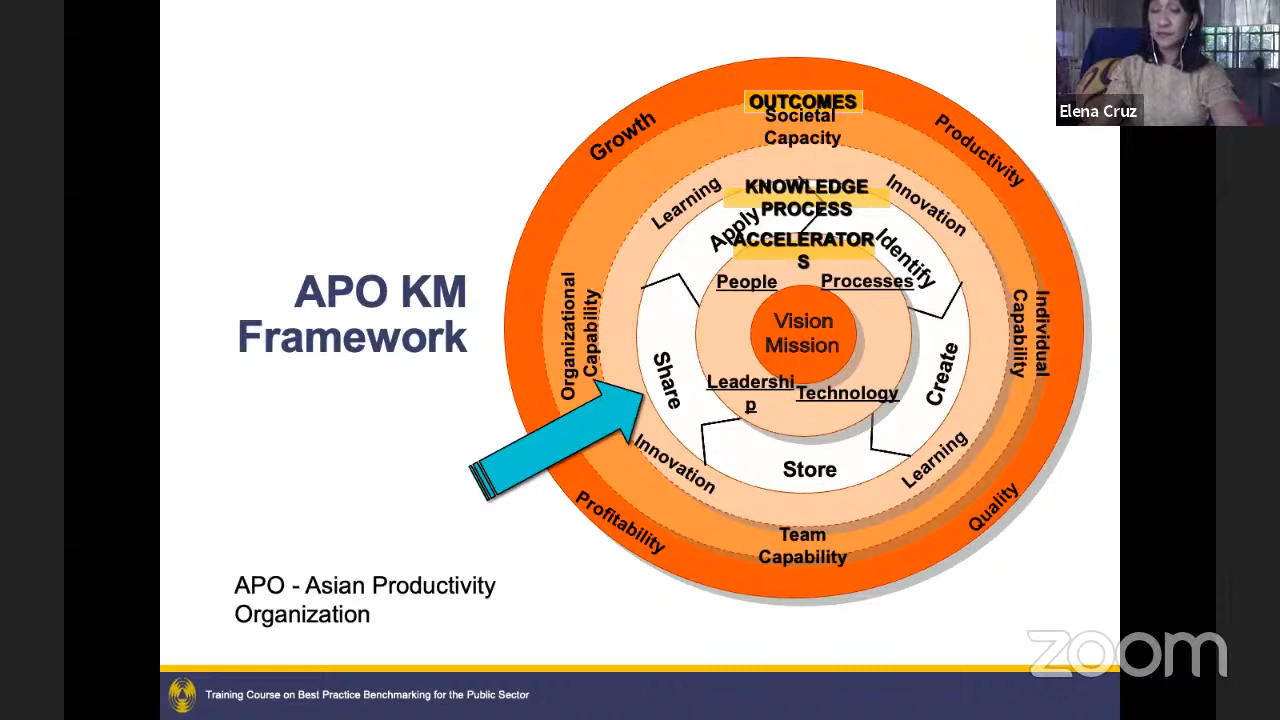 Elena Cruz
APO KM
Framework
OUTCOMES
Societal
Capacity
Growth
Productivity
KNOWLEDGE
PROCESS
Learning
Innovation
Apply
Identify
ACCELERATOR
S
People
Processes
Vision
Mission
Organizational
Capability
Individual
Capability
Share
Create
Leadershi
p
Technology
Store
Innovation
Learning
Profitability
Quality
Team
Capability
APO - Asian Productivity
Organization
zoom
Training Course on Best Practice Benchmarking for the Public Sector